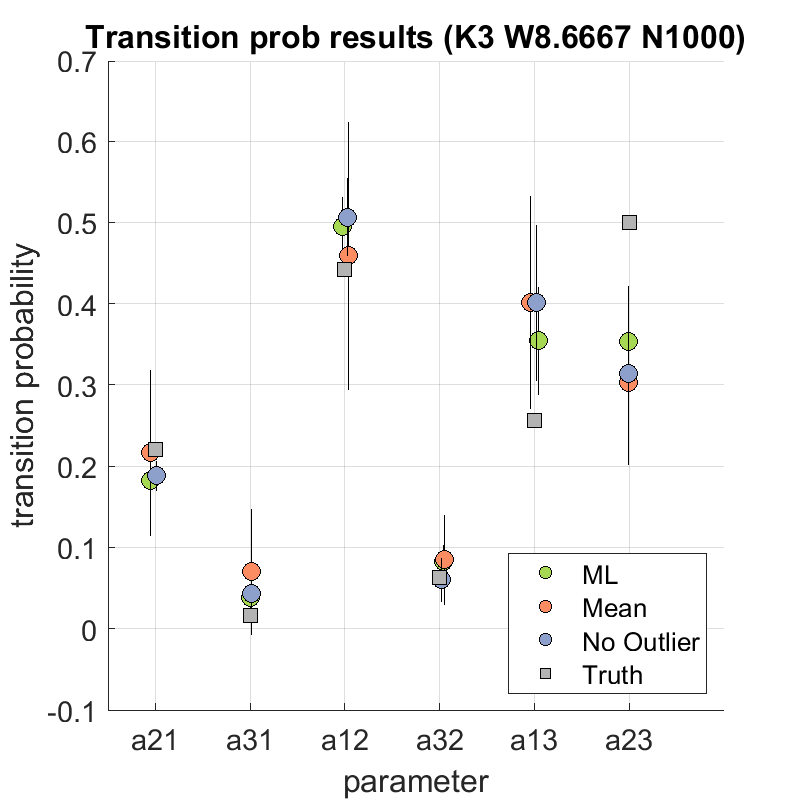 Transition prob results (K3 W8.6667 N1000)
0.7
0.6
0.5
0.4
0.3
0.2
0.1
0
-0.1
transition probability
a21 a31 a12 a32 a13 a23
parameter
ML
Mean
No Outlier
Truth